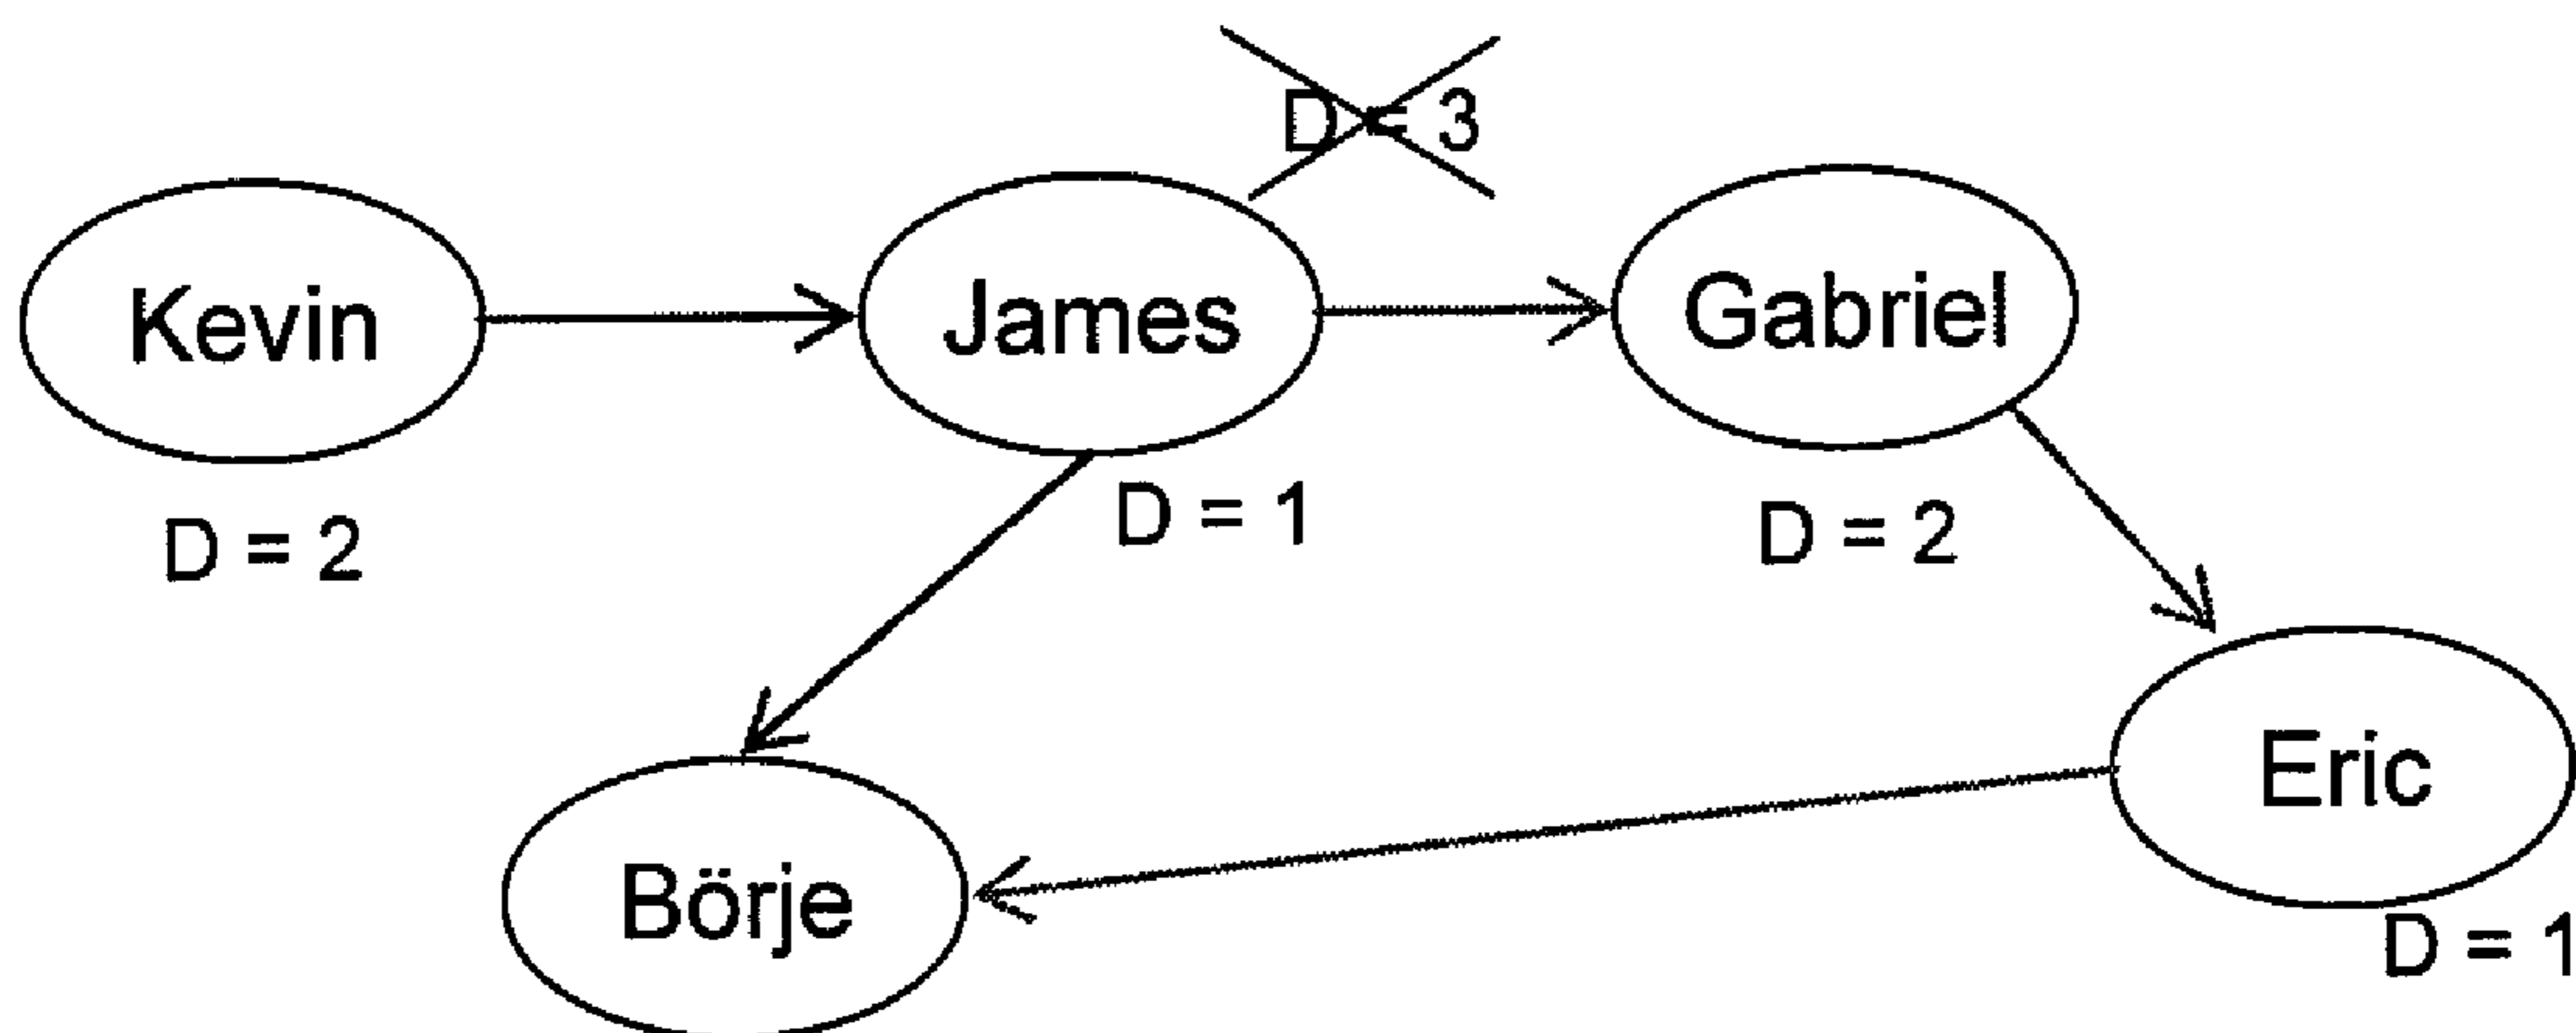 D = 3
Kevin
James
Gabriel
D = 2
D = 1
D = 2
Börje
Eric
D = 1